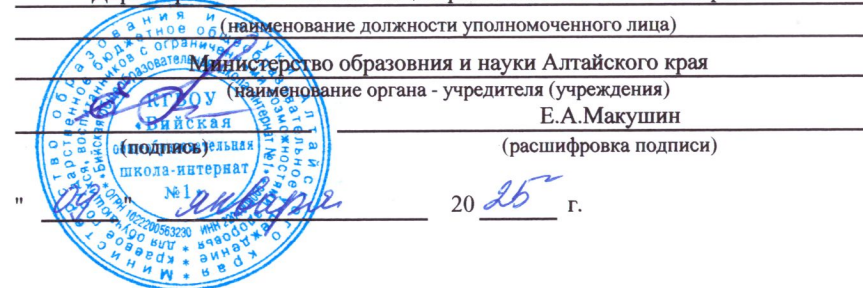 (наименование должности уполномоченного лица)
Министерство образовния и науки Алтайского края
(наименование органа - учредителя (учреждения)
Е.А.Макушин
(подпись) (расшифровка подписи)
" 09 " января 20 25 г.
КГБОУ
«Бийская
общеобразовательная
школа-интернат
№1»